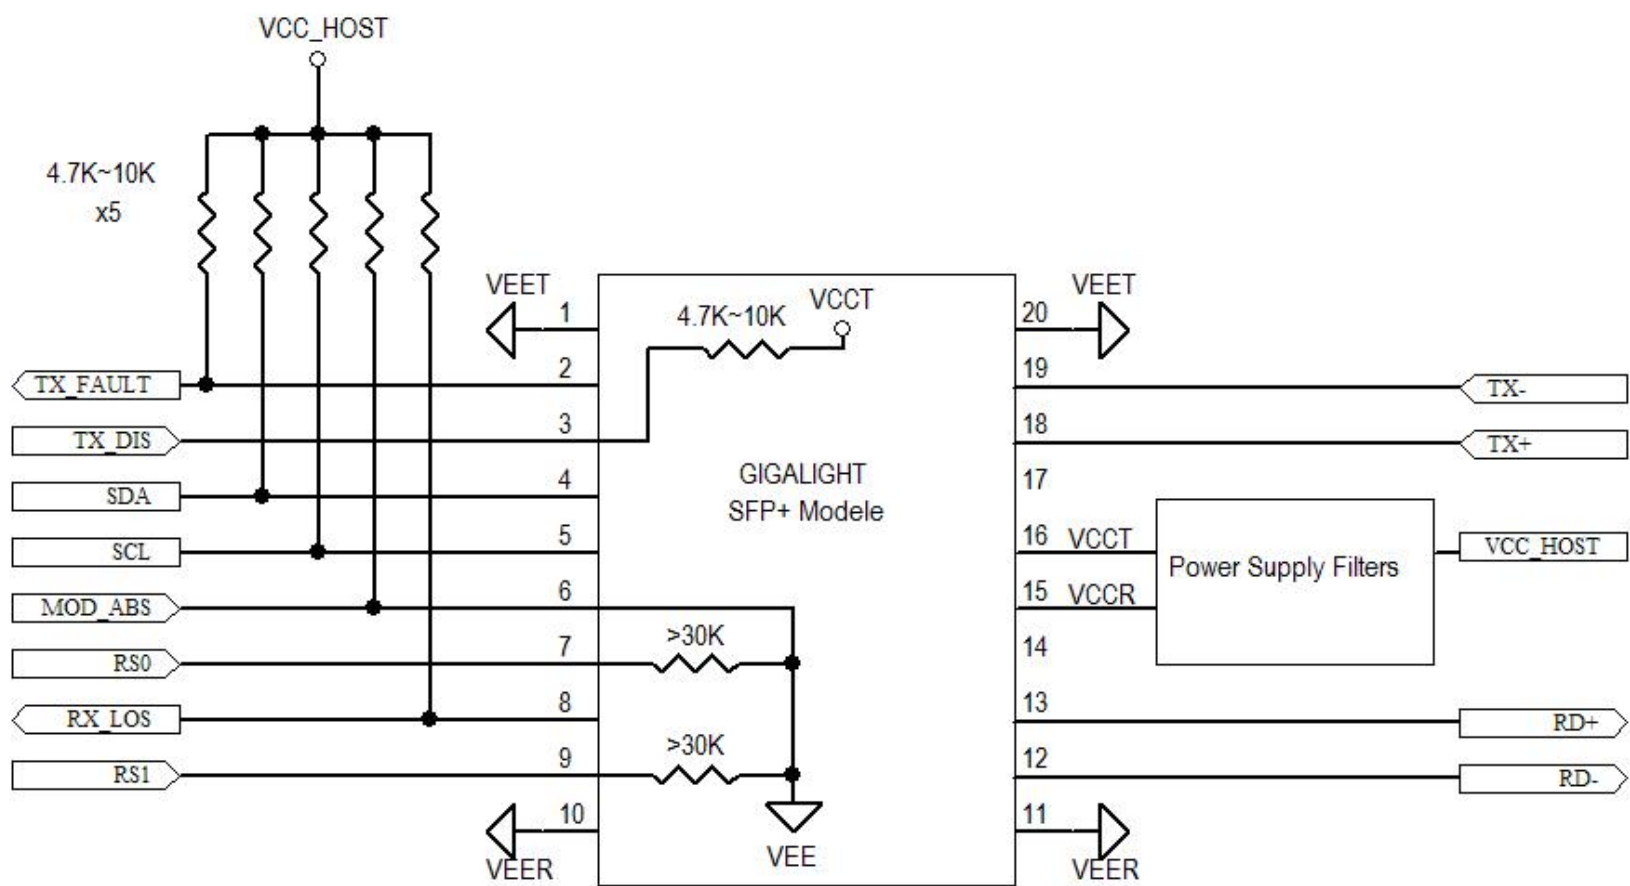 VCC_HOST
4.7K~10K
x5
VEET
1
VCCT
4.7K~10K
20
VEET
TX_FAULT
2
19
TX-
TX_DIS
3
18
TX+
SDA
4
GIGALIGHT
SFP+ Modele
17
SCL
5
16
VCCT
Power Supply Filters
VCC_HOST
MOD_ABS
6
15
VCCR
RS0
7
>30K
14
RX_LOS
8
13
RD+
RS1
9
>30K
12
RD-
10
VEER
VEE
11
VEER